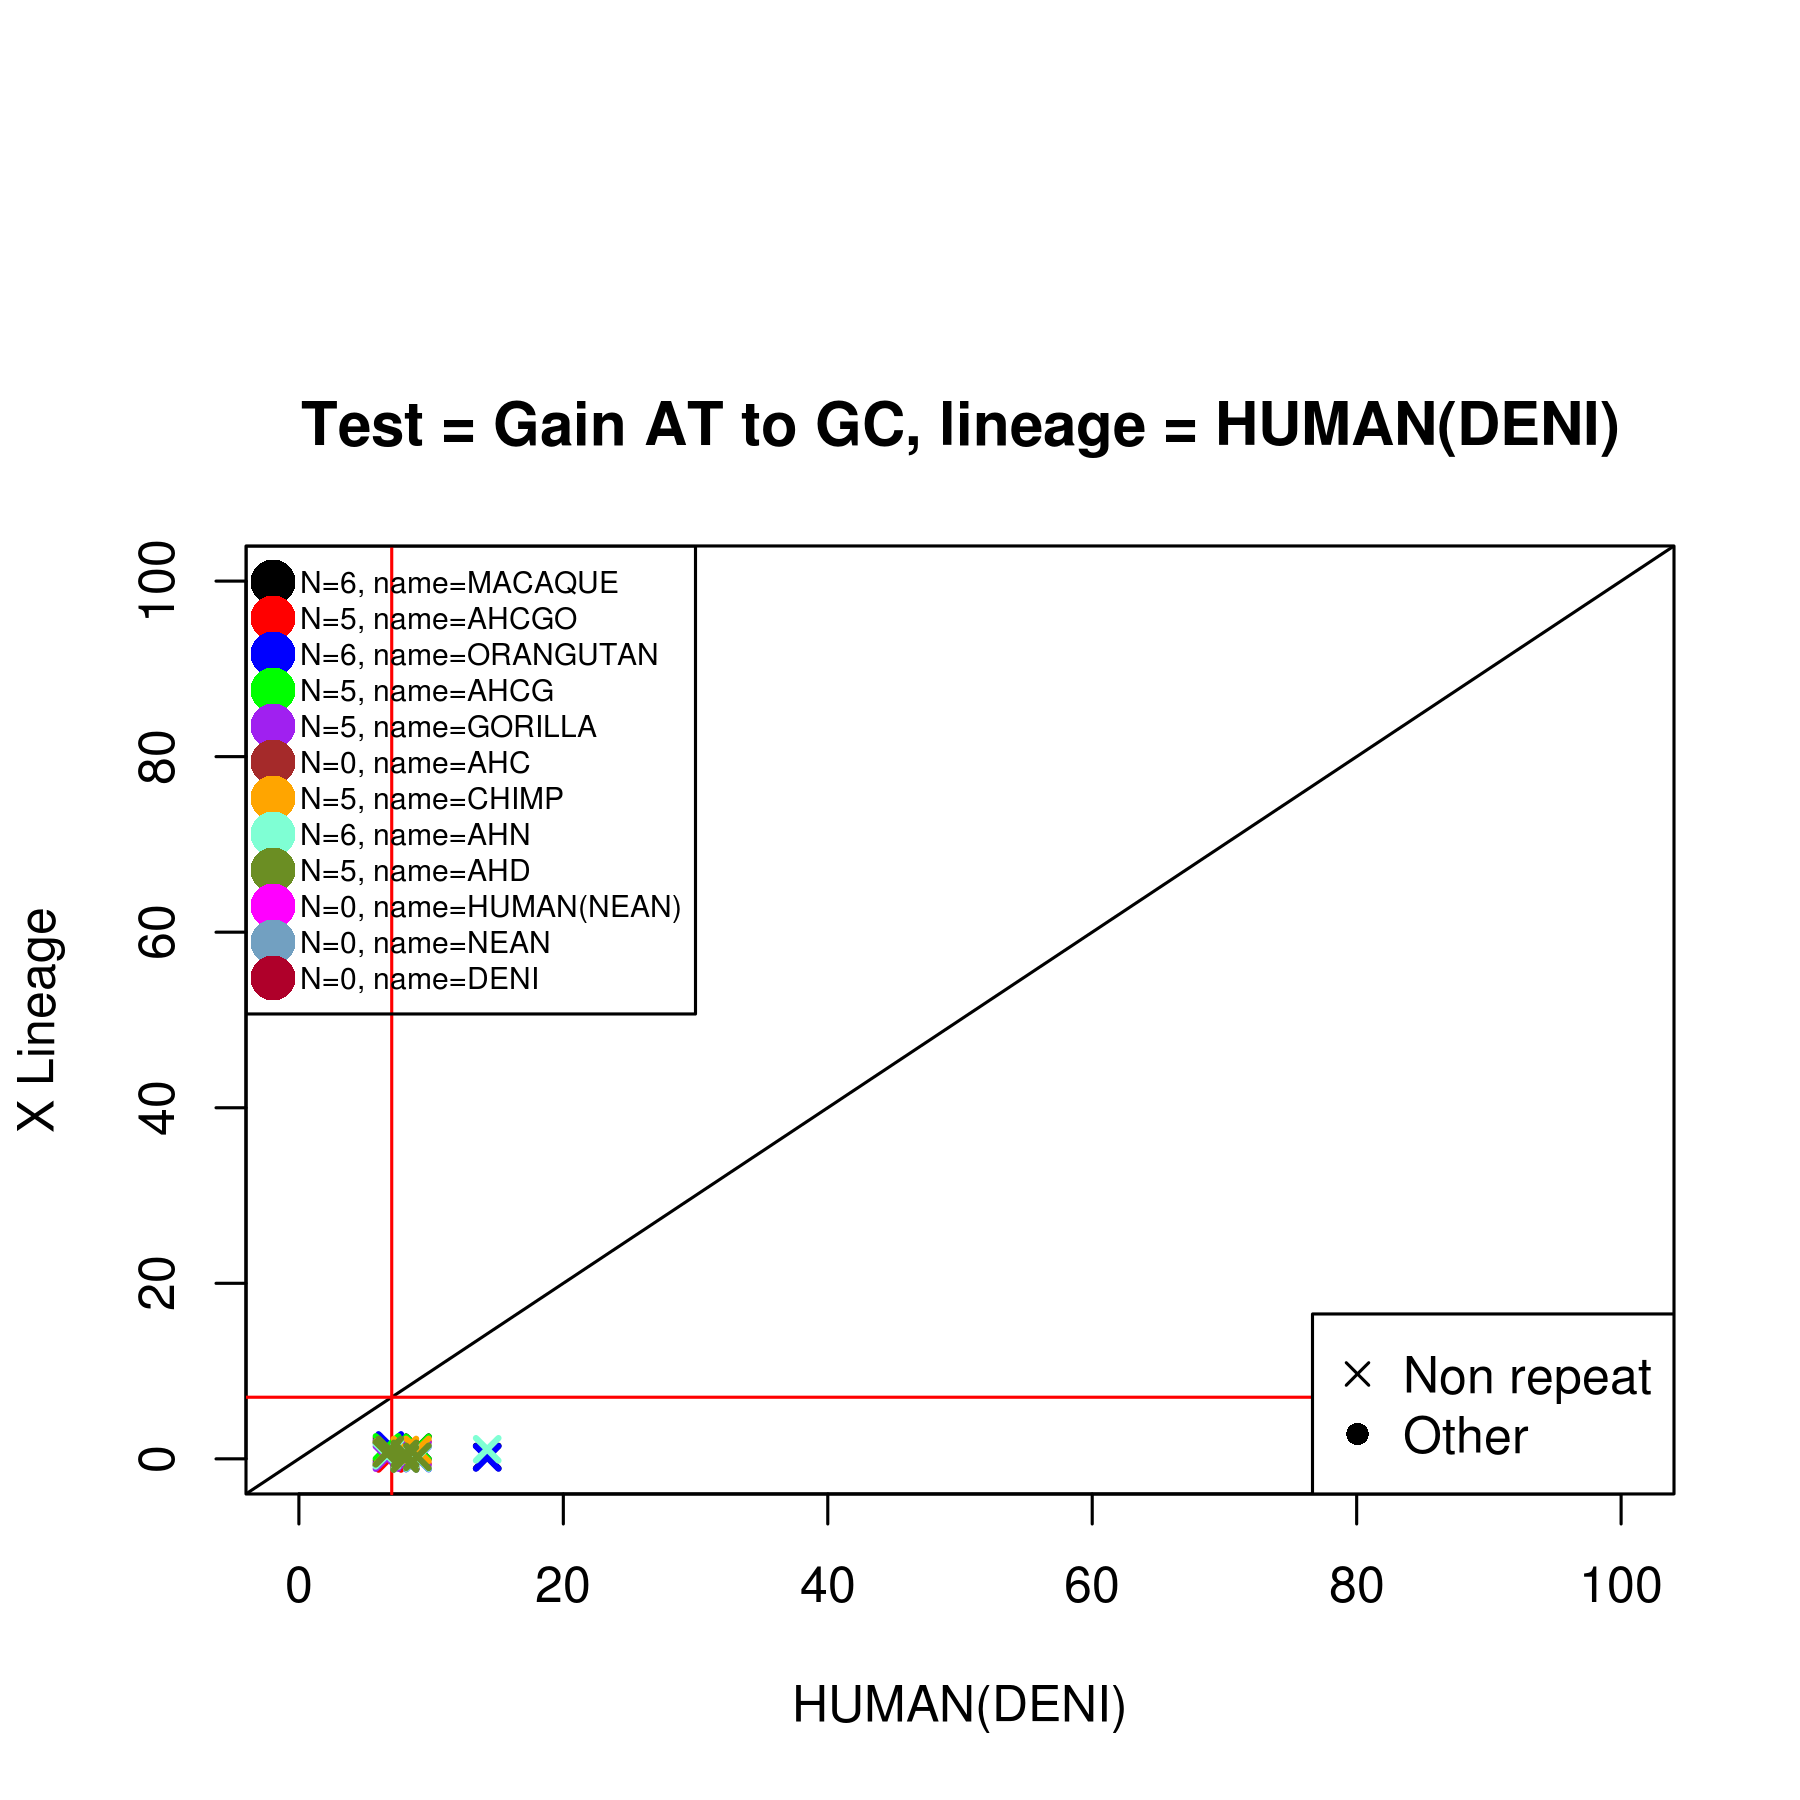 Test = Gain AT to GC, lineage = HUMAN(DENI)
100
80
60
40
20
0
X Lineage
N=6, name=MACAQUE
N=5, name=AHCGO
N=6, name=ORANGUTAN
N=5, name=AHCG
N=5, name=GORILLA
N=0, name=AHC
N=5, name=CHIMP
N=6, name=AHN
N=5, name=AHD
N=0, name=HUMAN(NEAN)
N=0, name=NEAN
N=0, name=DENI
Non repeat
Other
0 20 40 60 80 100
HUMAN(DENI)